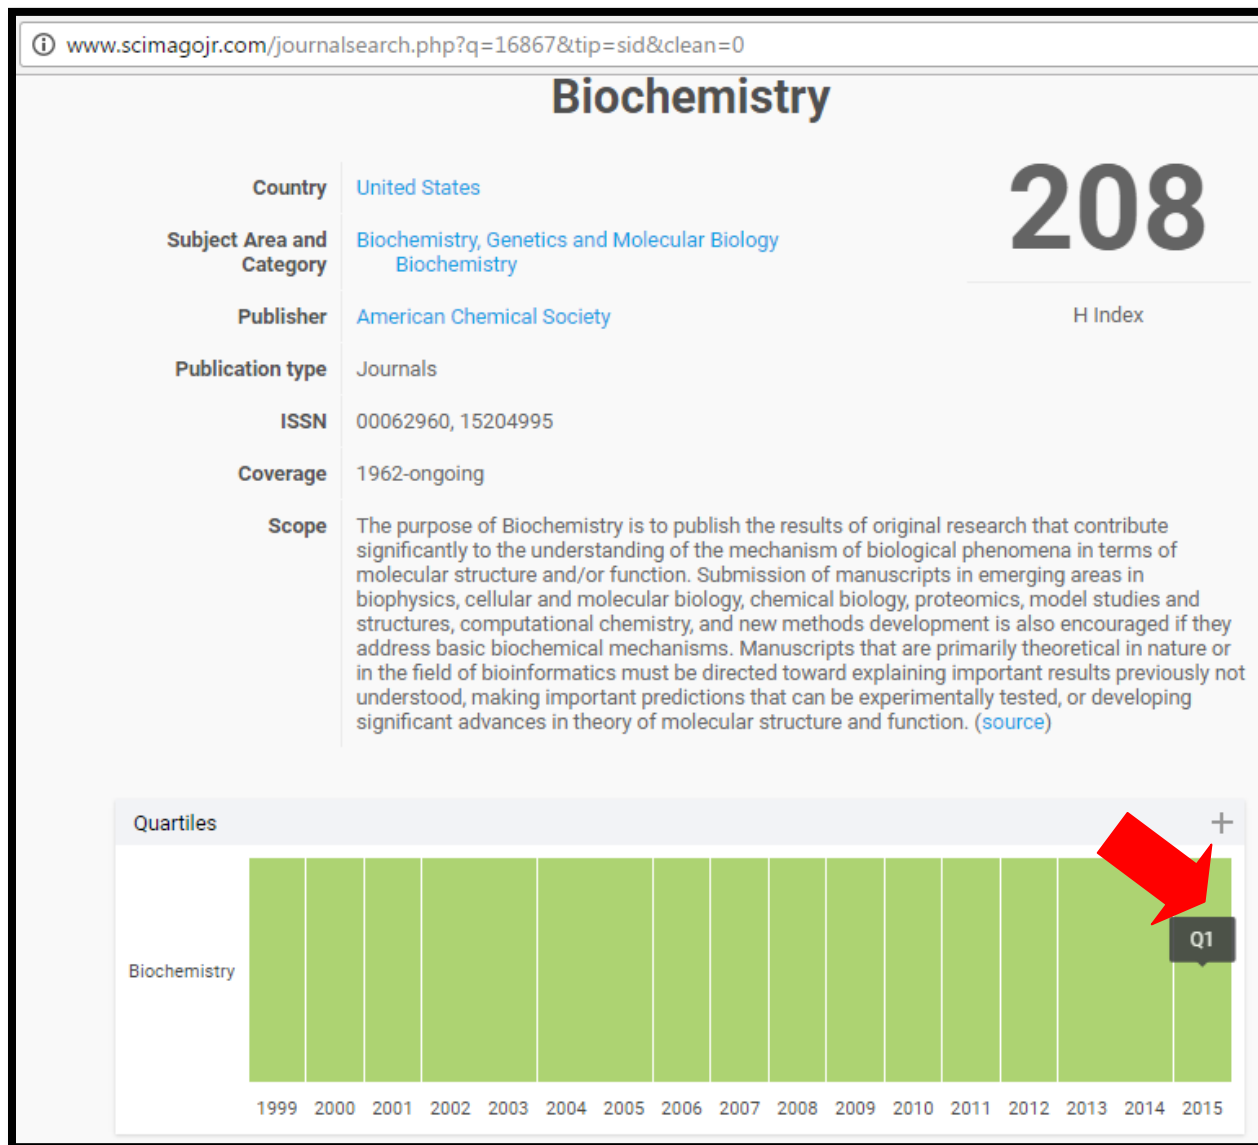 www.scimagojr.com/journalsearch.php?q=16867&tip=sid&clean=0
Biochemistry
Country United States
208
H Index
Subject Area and
Category
Biochemistry, Genetics and Molecular Biology
Biochemistry
Publisher American Chemical Society
Publication type Journals
ISSN 00062960, 15204995
Coverage 1962-ongoing
Scope The purpose of Biochemistry is to publish the results of original research that contribute
significantly to the understanding of the mechanism of biological phenomena in terms of
molecular structure and/or function. Submission of manuscripts in emerging areas in
biophysics, cellular and molecular biology, chemical biology, proteomics, model studies and
structures, computational chemistry, and new methods development is also encouraged if they
address basic biochemical mechanisms. Manuscripts that are primarily theoretical in nature or
in the field of bioinformatics must be directed toward explaining important results previously not
understood, making important predictions that can be experimentally tested, or developing
significant advances in theory of molecular structure and function. (source)
Quartiles
Q1
Biochemistry
1999 2000 2001 2002 2003 2004 2005 2006 2007 2008 2009 2010 2011 2012 2013 2014 2015